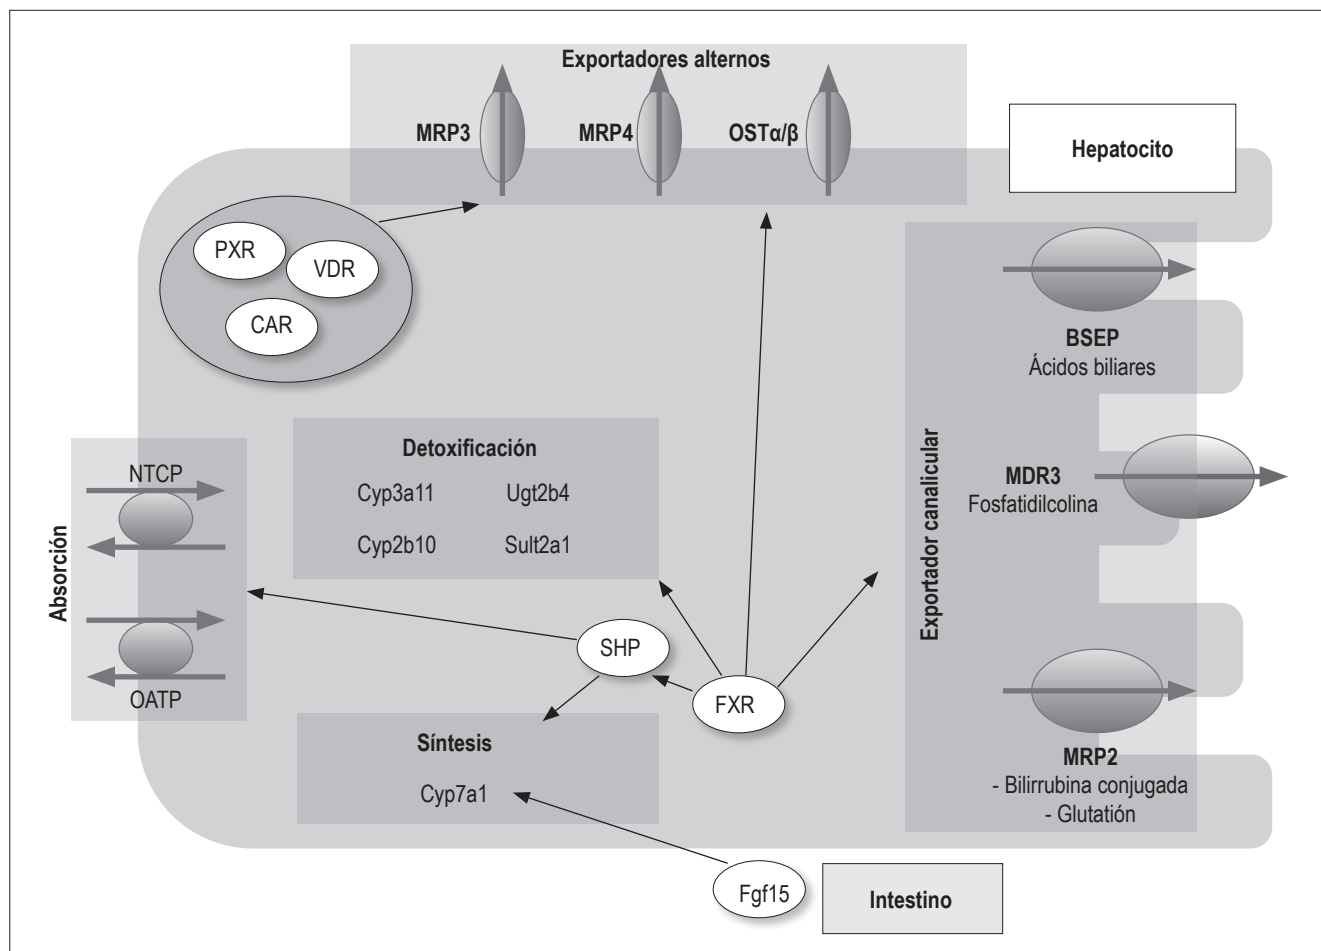 Exportadores alternos
MRP3
MRP4
OSTα/β
Hepatocito
PXR
VDR
CAR
BSEP
Ácidos biliares
Detoxificación
Cyp3a11
Ugt2b4
Cyp2b10
Sult2a1
NTCP
OATP
Absorción
MDR3
Fosfatidilcolina
Exportador canalicular
SHP
FXR
Síntesis
Cyp7a1
MRP2
- Bilirrubina conjugada
- Glutatión
Fgf15
Intestino